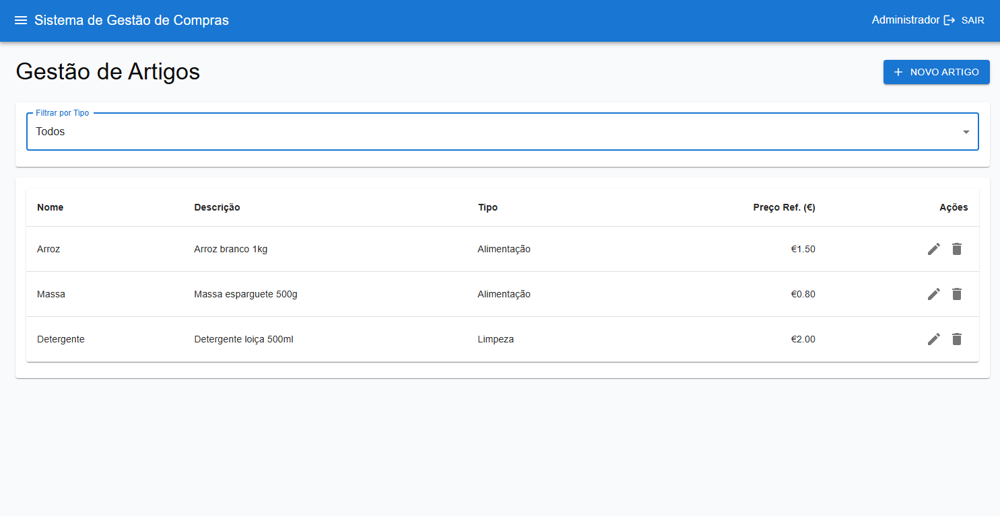 Sistema de Gestão de Compras
Administrador SAIR
Gestão de Artigos
NOVO ARTIGO
Filtrar por Tipo
Todos
Nome Descrição Tipo Preço Ref. (€) Ações
Arroz Arroz branco 1kg Alimentação €1.50
Massa Massa esparguete 500g Alimentação €0.80
Detergente Detergente loiça 500ml Limpeza €2.00